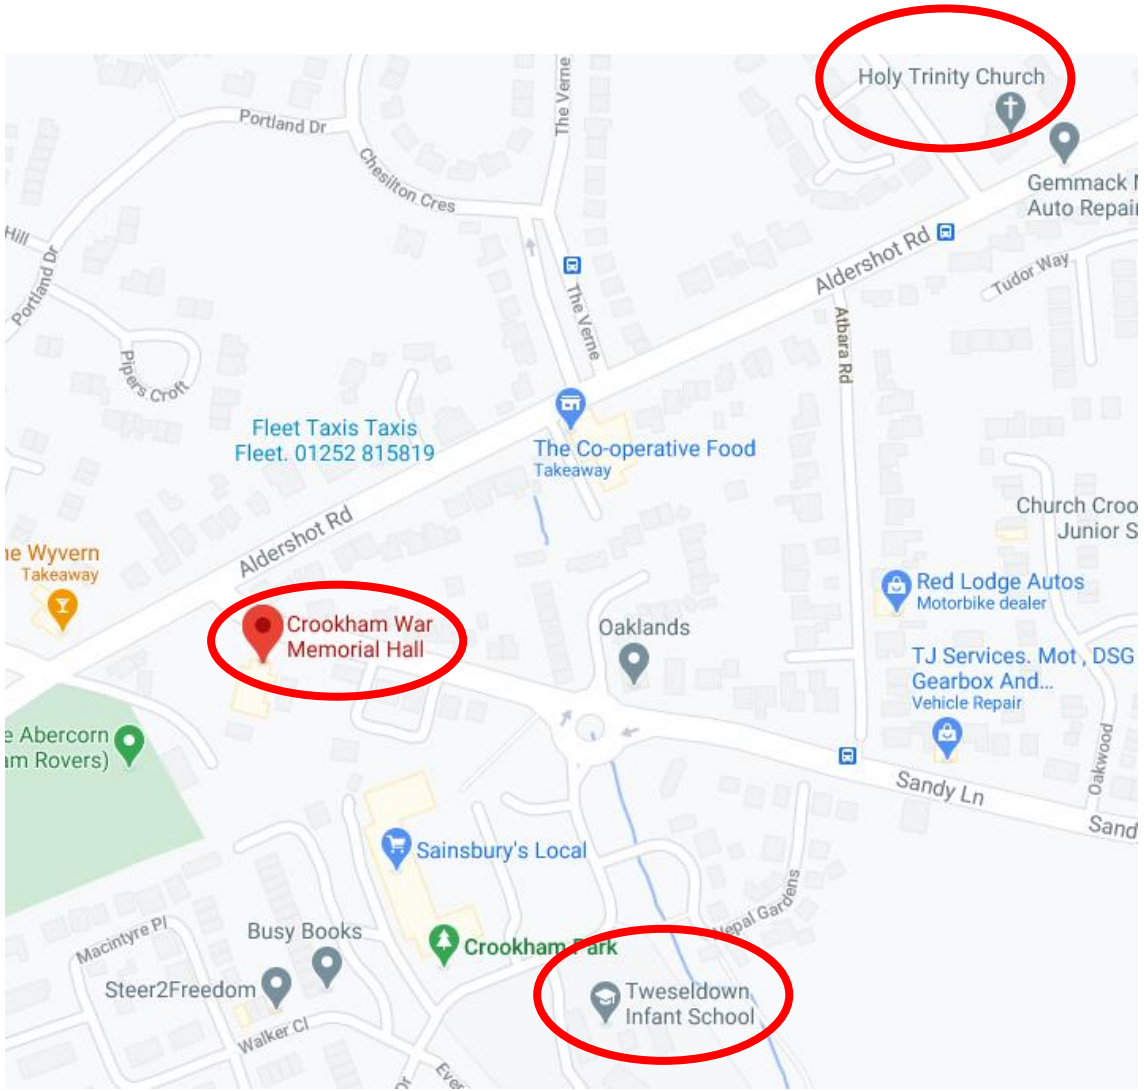 Holy Trinity Church
The Verne
Portland Dr
Chesilton Cres
Gemmack
Auto Repair
Hill
Aldershot Rd
Tudor Way
Portland Dr
The Verne
Atbara Rd
Pipers Croft
Fleet Taxis Taxis
Fleet. 01252 815819
The Co-operative Food
Takeaway
Aldershot Rd
Church Croo
Junior S
Wyvern
Takeaway
Red Lodge Autos
Motorbike dealer
Crookham War
Memorial Hall
Oaklands
TJ Services. Mot , DSG
Gearbox And...
Vehicle Repair
e Abercorn
am Rovers)
Oakwood
Sandy Ln
Sandy
Sainsbury's Local
Nepal Gardens
Macintyre Pl
Busy Books
Crookham Park
Steer2Freedom
Tweseldown
Infant School
Walker Cl
Ever
Dr